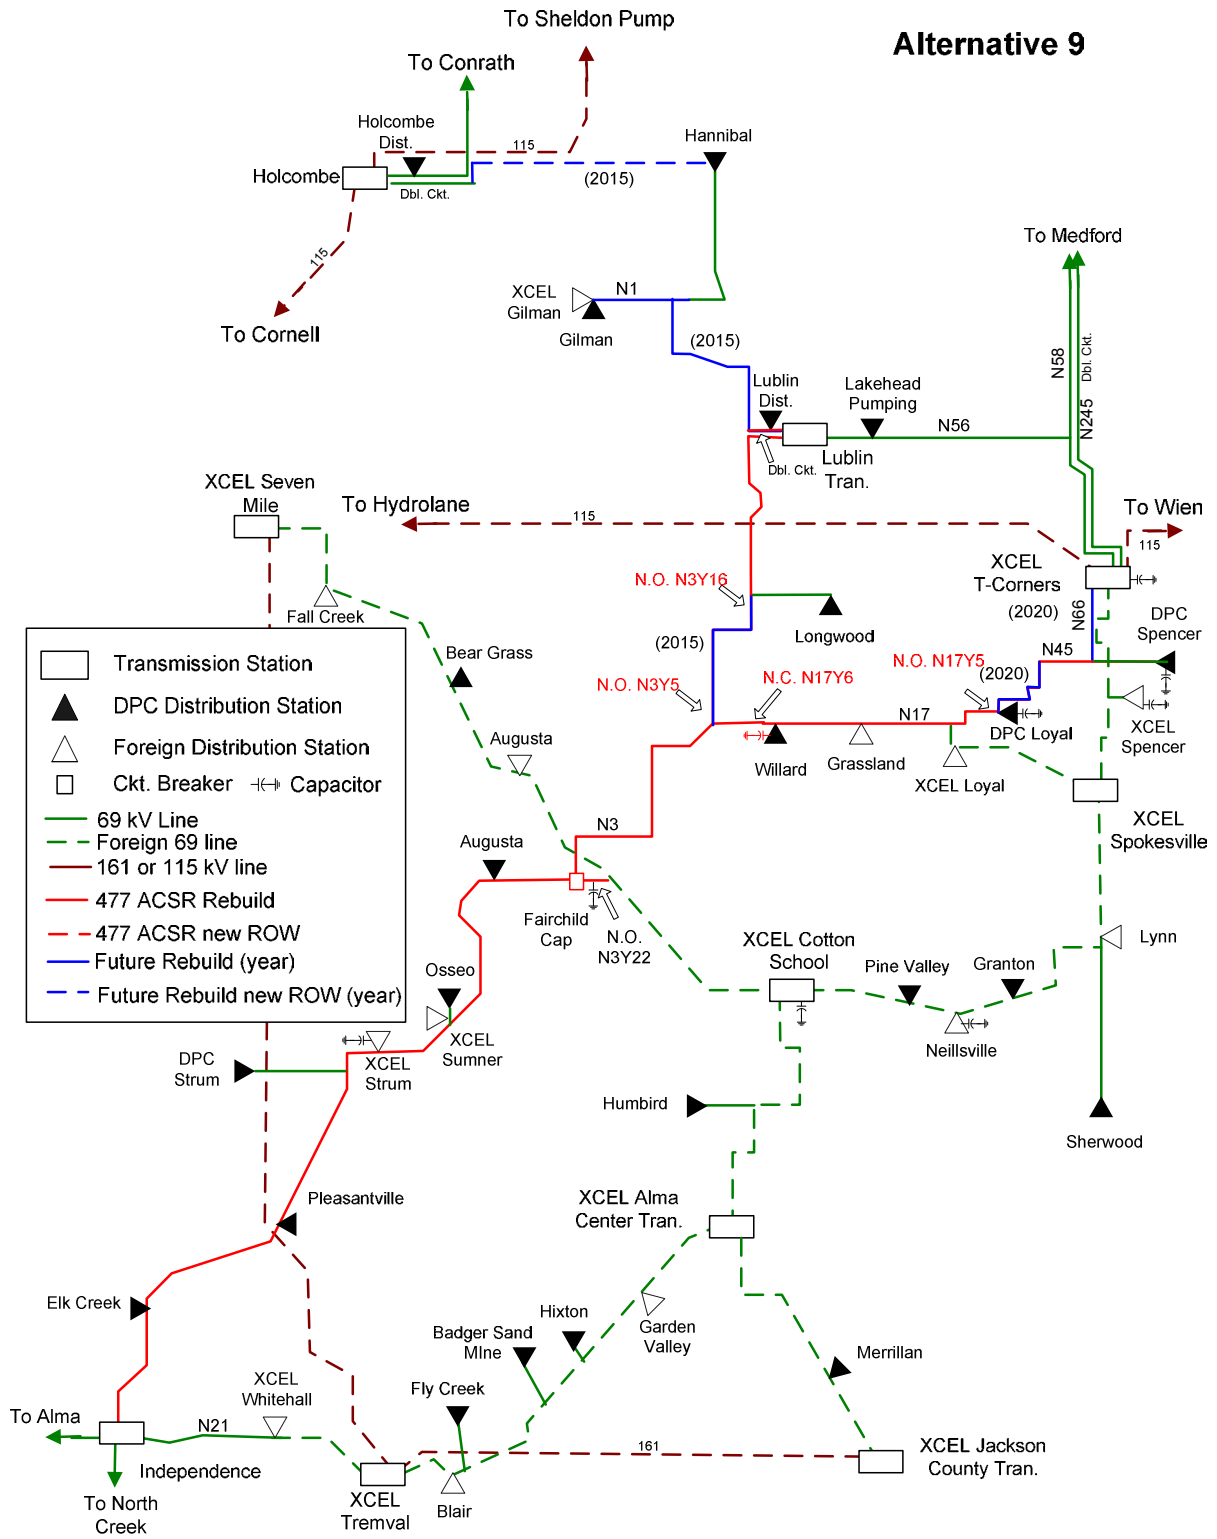 To Sheldon Pump
Alternative 9
To Conrath
Holcombe
Dist.
115
Hannibal
Holcombe
Dbl. Ckt.
(2015)
To Medford
115
XCEL
Gilman
N1
To Cornell
Gilman
(2015)
N58
Dbl. Ckt.
N245
Lublin
Dist.
Lakehead
Pumping
N56
Dbl. Ckt.
Lublin
Tran.
XCEL Seven
Mile
To Hydrolane
115
To Wien
115
XCEL
T-Corners
N.O. N3Y16
Fall Creek
(2020)
N66
DPC
Spencer
Longwood
(2015)
N45
Bear Grass
N.O. N3Y5
N.C. N17Y6
N.O. N17Y5
(2020)
N17
DPC Loyal
XCEL
Spencer
Augusta
Willard
Grassland
XCEL Loyal
Transmission Station
DPC Distribution Station
Foreign Distribution Station
Ckt. Breaker
Capacitor
69 kV Line
Foreign 69 line
161 or 115 kV line
477 ACSR Rebuild
477 ACSR new ROW
Future Rebuild (year)
Future Rebuild new ROW (year)
N3
XCEL
Spokesville
Augusta
Fairchild
Cap
N.O.
N3Y22
XCEL Cotton
School
Lynn
Osseo
Pine Valley
Granton
XCEL
Sumner
Neillsville
DPC
Strum
XCEL
Strum
Humbird
Sherwood
Pleasantville
XCEL Alma
Center Tran.
Elk Creek
Badger Sand
MIne
Hixton
Garden
Valley
Merrillan
XCEL
Whitehall
Fly Creek
To Alma
N21
161
Independence
XCEL Jackson
County Tran.
To North
Creek
XCEL
Tremval
Blair